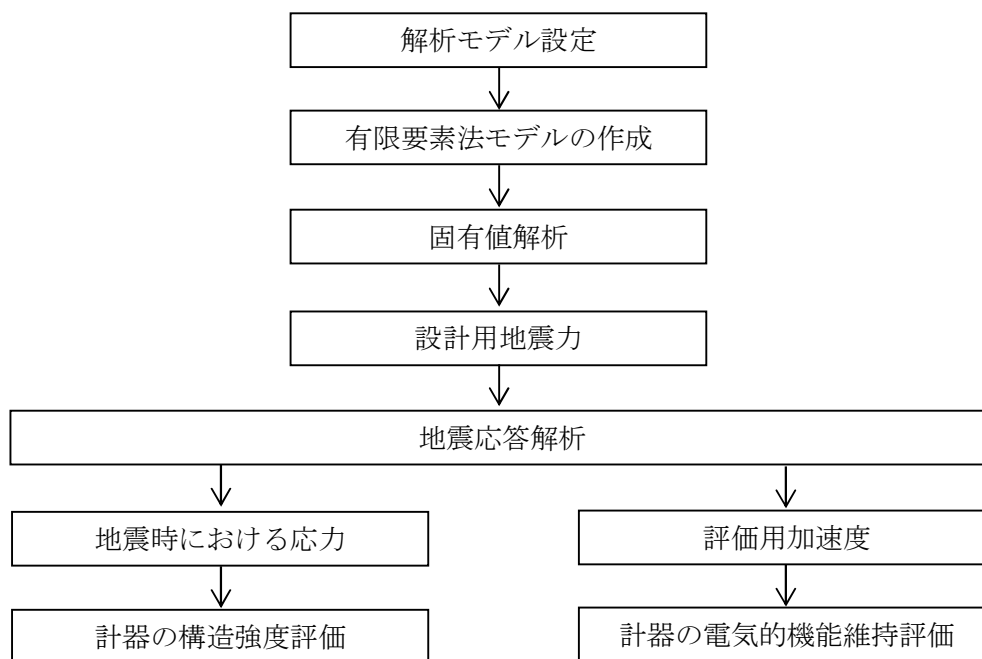 解析モデル設定
有限要素法モデルの作成
固有値解析
設計用地震力
地震応答解析
地震時における応力
評価用加速度
計器の構造強度評価
計器の電気的機能維持評価